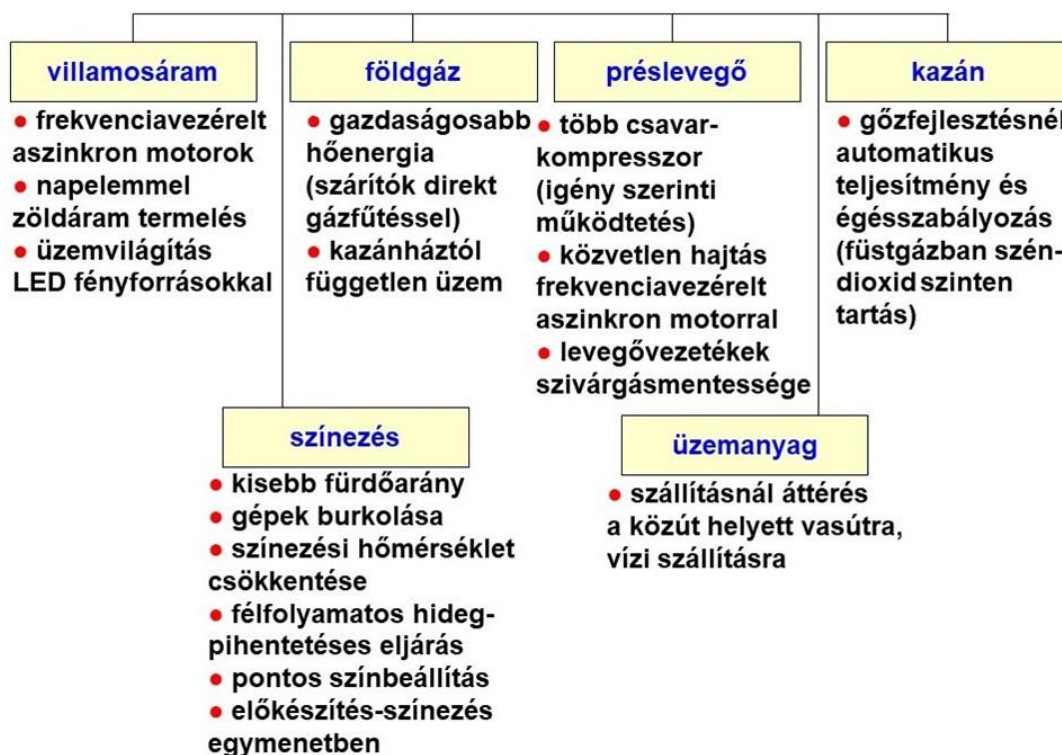 villamosáram
● frekvenciavezérelt
aszinkron motorok
● napelemmel
zöldáram termelés
● üzemvilágítás
LED fényforrásokkal
földgáz
● gazdaságosabb
hőenergia
(szárítók direkt
gázfűtéssel)
● kazánháztól
független üzem
préslevegő
● több csavar-
kompresszor
(igény szerinti
működtetés)
● közvetlen hajtás
frekvenciavezérelt
aszinkron motorral
● levegővezetékek
szivárgásmentessége
kazán
● gőzfejlesztésnél
automatikus
teljesítmény és
égésszabályozás
(füstgázban szén-
dioxid szinten
tartás)
színezés
● kisebb fürdőarány
● gépek burkolása
● színezési hőmérséklet
csökkentése
● félfolyamatos hideg-
pihentetéses eljárás
● pontos színbeállítás
● előkészítés-színezés
egymenetben
üzemanyag
● szállításnál áttérés
a közút helyett vasútra,
vízi szállításra